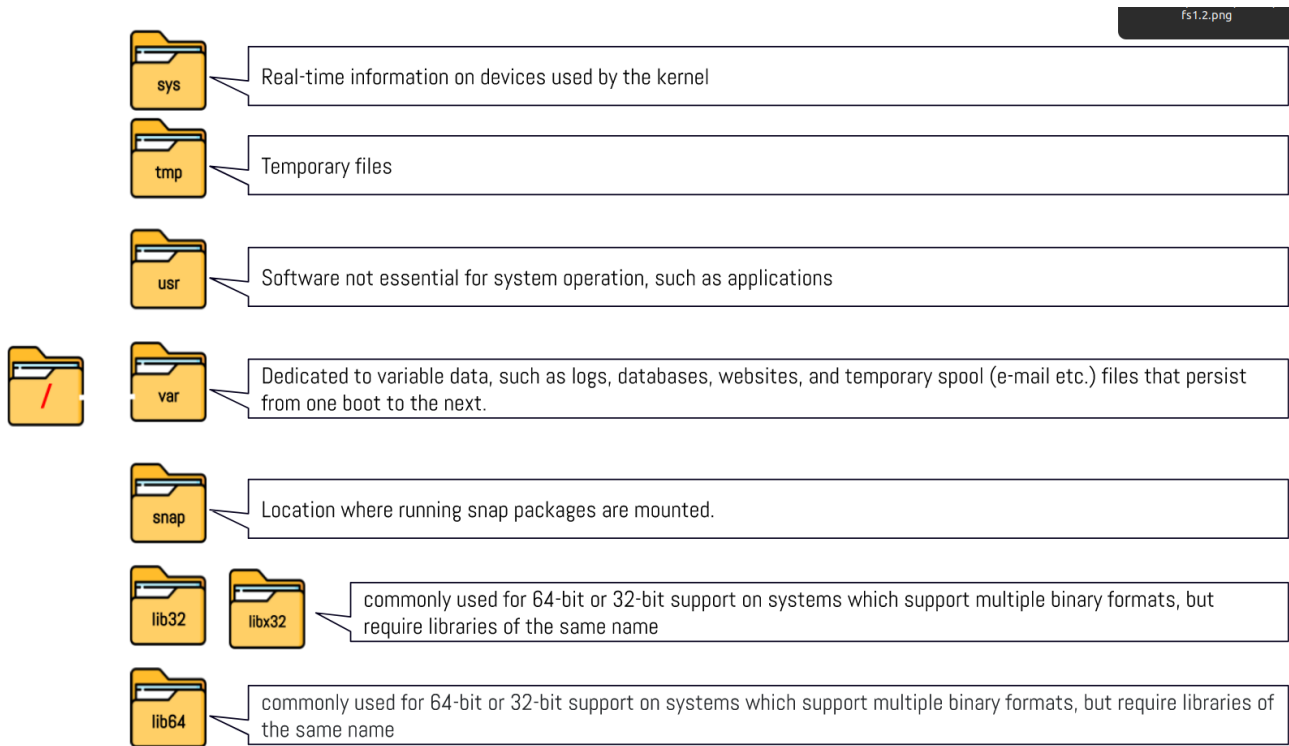 fs1.2.png
sys
Real-time information on devices used by the kernel
tmp
Temporary files
usr
Software not essential for system operation, such as applications
/
var
Dedicated to variable data, such as logs, databases, websites, and temporary spool (e-mail etc.) files that persist
from one boot to the next.
snap
Location where running snap packages are mounted.
lib32
libx32
commonly used for 64-bit or 32-bit support on systems which support multiple binary formats, but
require libraries of the same name
lib64
commonly used for 64-bit or 32-bit support on systems which support multiple binary formats, but require libraries of
the same name